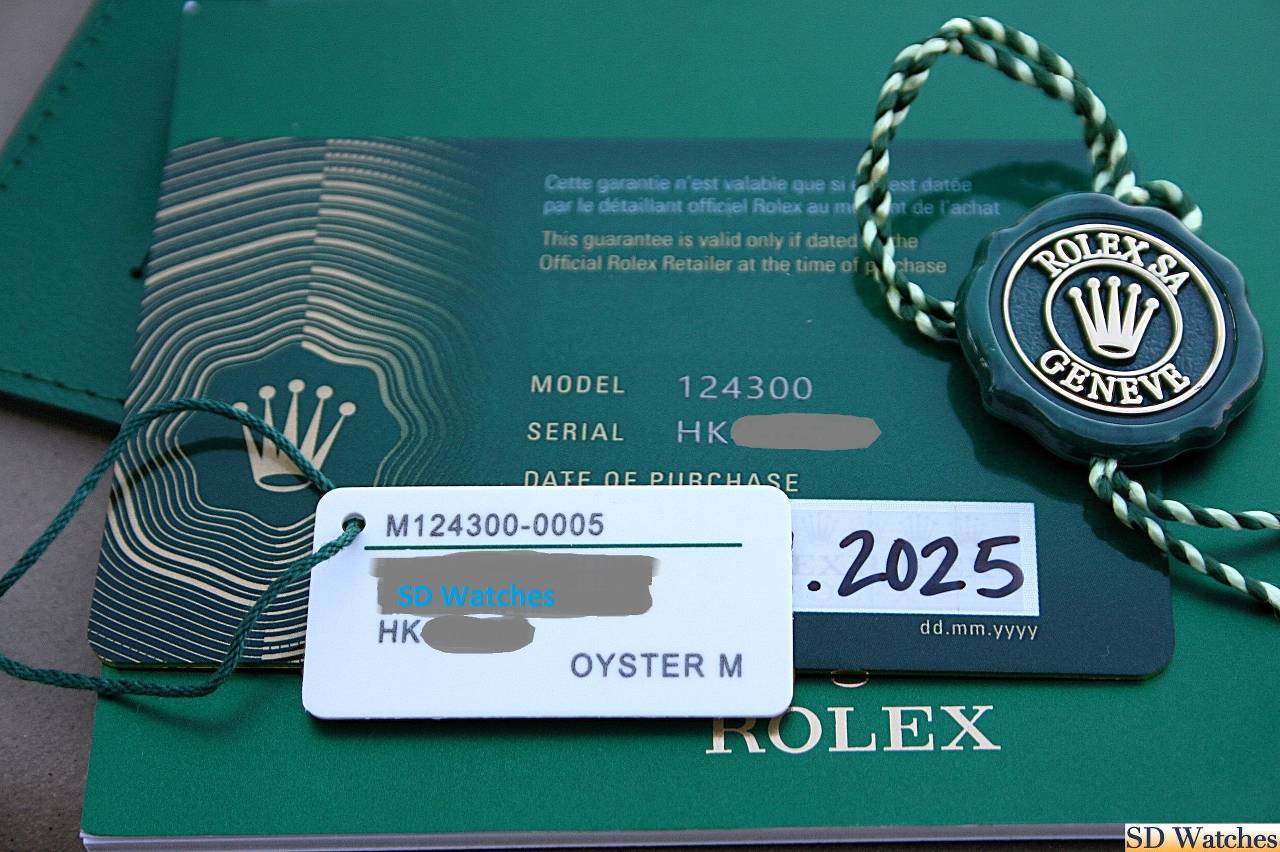 Cette garantie n'est valable que si est datée
par le détaillant officiel Rolex au de l'achat
This guarantee is valid only if dated the
Official Rolex Retailer at the time of
MODEL 124300
SERIAL HK
DATE OF PURCHASE
.2025
dd.mm.yyyy
M124300-0005
SD Watches
HK
OYSTER M
ROLEX SA
GENEVE
ROLEX
SD Watches